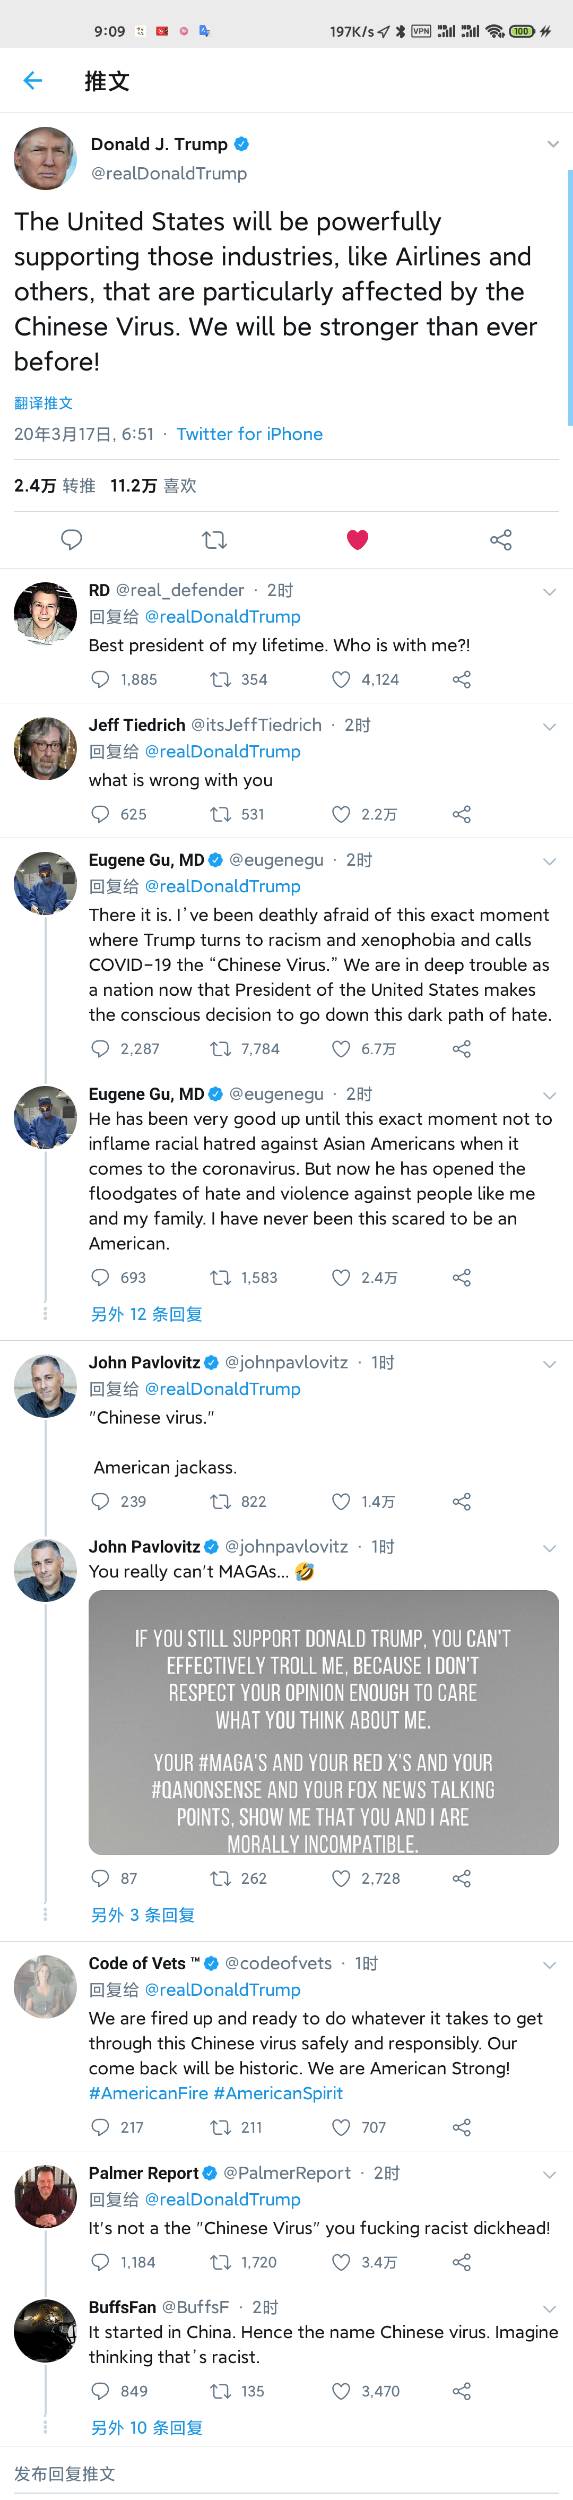 9:09
197K/s
VPN
100
推文
Donald J. Trump
@realDonaldTrump
The United States will be powerfully
supporting those industries, like Airlines and
others, that are particularly affected by the
Chinese Virus. We will be stronger than ever
before!
翻译推文
20年3月17日, 6:51 · Twitter for iPhone
2.4万 转推 11.2万 喜欢
RD @real_defender · 2时
回复给 @realDonaldTrump
Best president of my lifetime. Who is with me?!
1,885 354 4,124
Jeff Tiedrich @itsJeffTiedrich · 2时
回复给 @realDonaldTrump
what is wrong with you
625 531 2.2万
Eugene Gu, MD @eugenegu · 2时
回复给 @realDonaldTrump
There it is. I've been deathly afraid of this exact moment
where Trump turns to racism and xenophobia and calls
COVID-19 the “Chinese Virus.” We are in deep trouble as
a nation now that President of the United States makes
the conscious decision to go down this dark path of hate.
2,287 7,784 6.7万
Eugene Gu, MD @eugenegu · 2时
He has been very good up until this exact moment not to
inflame racial hatred against Asian Americans when it
comes to the coronavirus. But now he has opened the
floodgates of hate and violence against people like me
and my family. I have never been this scared to be an
American.
693 1,583 2.4万
另外 12 条回复
John Pavlovitz @johnpavlovitz · 1时
回复给 @realDonaldTrump
"Chinese virus."
American jackass.
239 822 1.4万
John Pavlovitz @johnpavlovitz · 1时
You really can't MAGAs... 🤣
IF YOU STILL SUPPORT DONALD TRUMP, YOU CAN'T
EFFECTIVELY TROLL ME, BECAUSE I DON'T
RESPECT YOUR OPINION ENOUGH TO CARE
WHAT YOU THINK ABOUT ME.
YOUR #MAGA'S AND YOUR RED X'S AND YOUR
#QANONSENSE AND YOUR FOX NEWS TALKING
POINTS, SHOW ME THAT YOU AND I ARE
MORALLY INCOMPATIBLE.
87 262 2,728
另外 3 条回复
Code of Vets ™ @codeofvets · 1时
回复给 @realDonaldTrump
We are fired up and ready to do whatever it takes to get
through this Chinese virus safely and responsibly. Our
come back will be historic. We are American Strong!
#AmericanFire #AmericanSpirit
217 211 707
Palmer Report @PalmerReport · 2时
回复给 @realDonaldTrump
It's not a the "Chinese Virus" you fucking racist dickhead!
1,184 1,720 3.4万
BuffsFan @BuffsF · 2时
It started in China. Hence the name Chinese virus. Imagine
thinking that's racist.
849 135 3,470
另外 10 条回复
发布回复推文